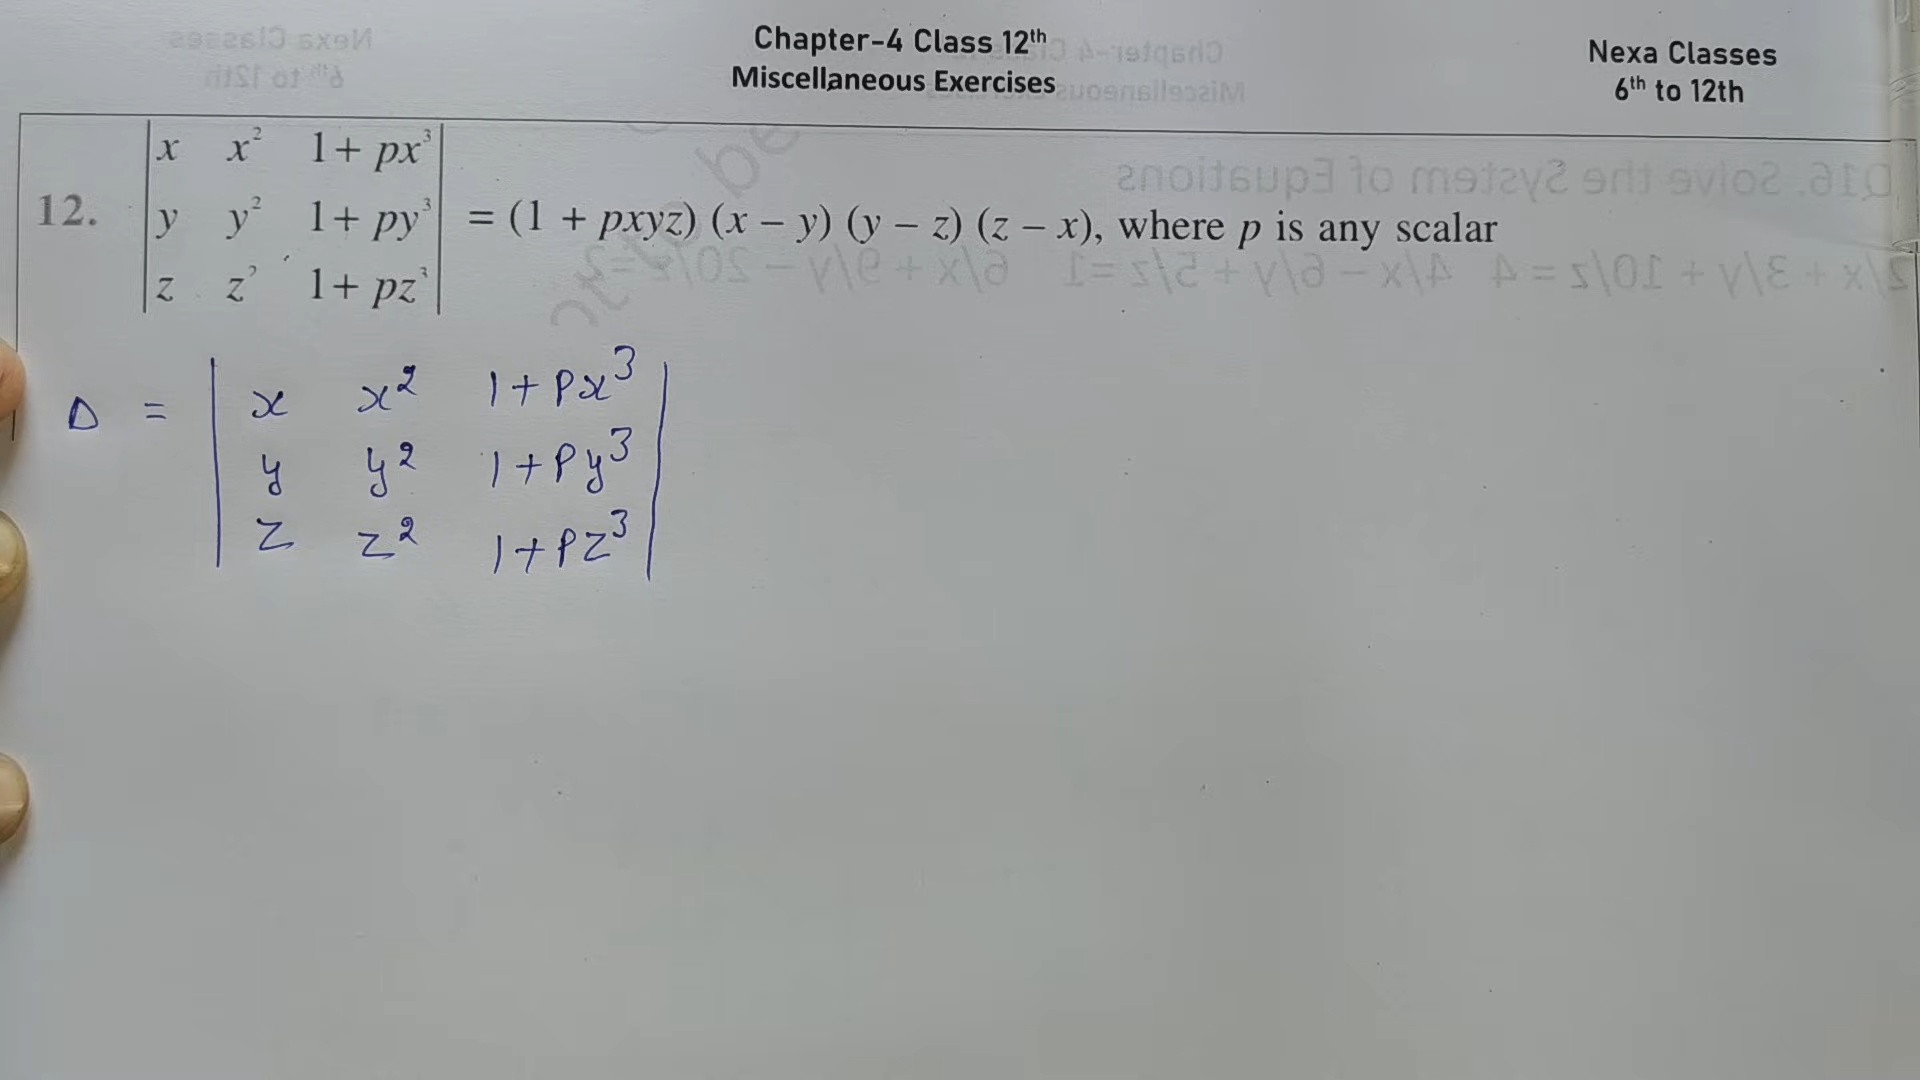 Chapter-4 Class 12th
Miscellaneous Exercises
Nexa Classes
6th to 12th
12. | x x² 1+ px³ |
| y y² 1+ py³ | = (1 + pxyz) (x – y) (y – z) (z – x), where p is any scalar
| z z² 1+ pz³ |
Δ = | x x² 1+Px³ |
| y y² 1+Py³ |
| z z² 1+Pz³ |